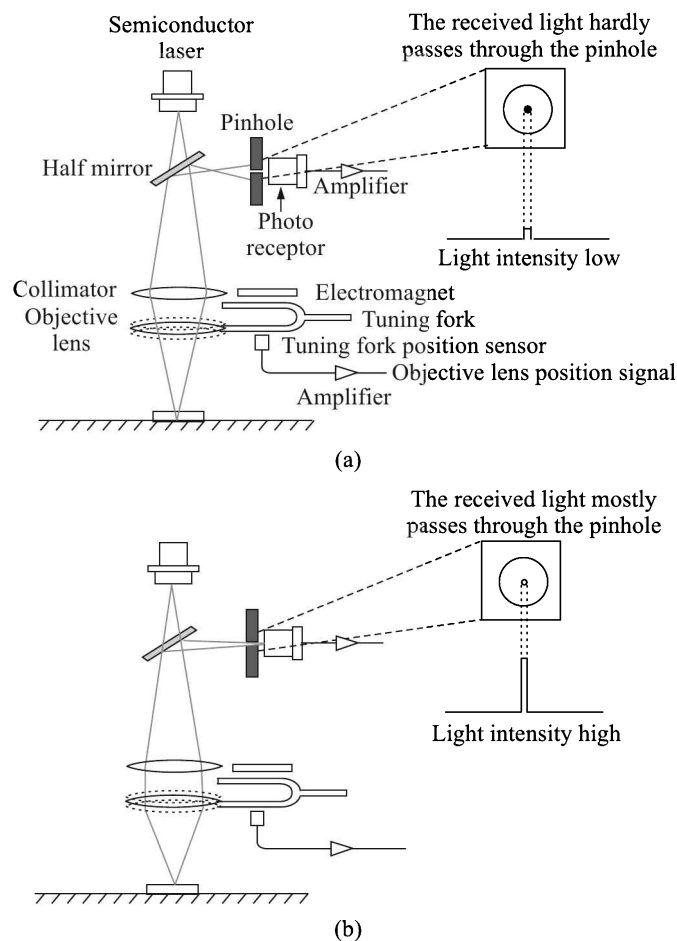 Semiconductor
laser
The received light hardly
passes through the pinhole
Pinhole
Half mirror
Amplifier
Photo
receptor
Light intensity low
Collimator
Objective
lens
Electromagnet
Tuning fork
Tuning fork position sensor
Objective lens position signal
Amplifier
(a)
The received light mostly
passes through the pinhole
Light intensity high
(b)